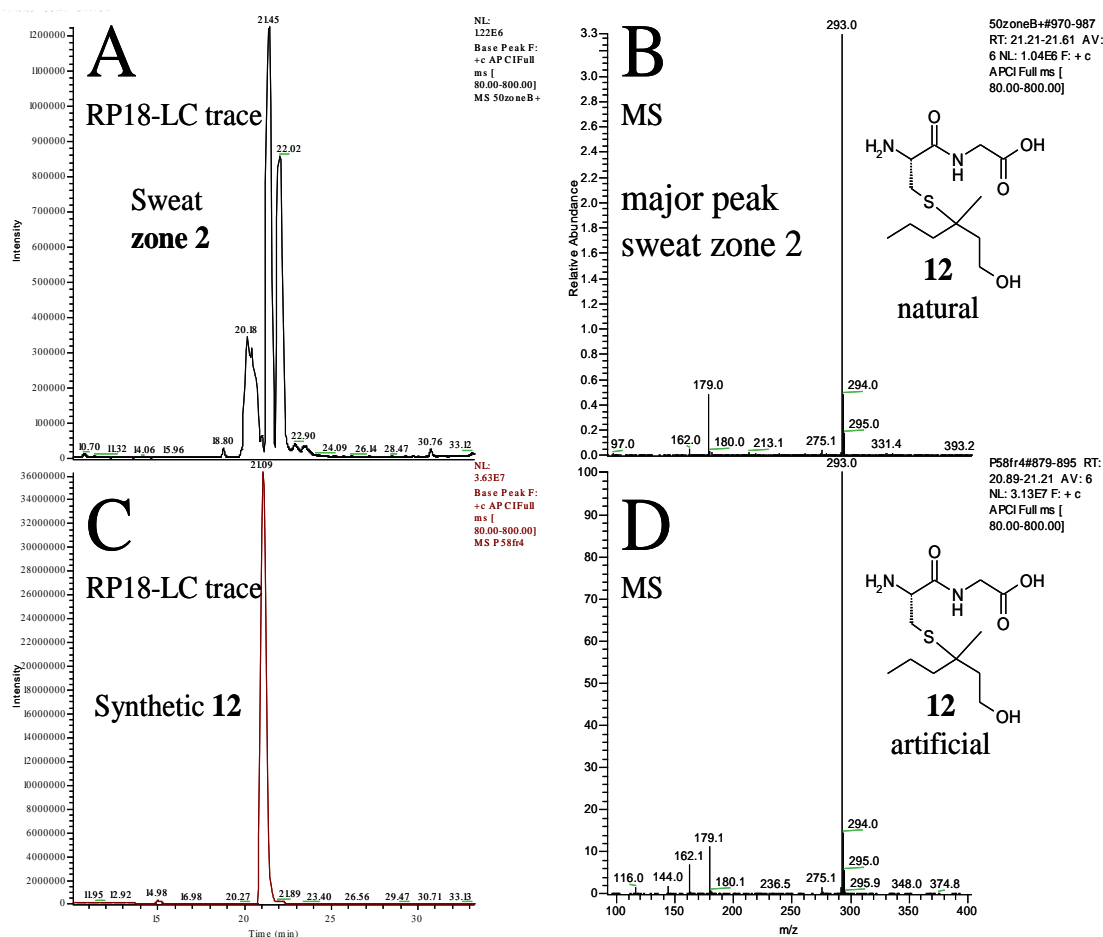 A
RP18-LC trace
Sweat
zone 2
NL:
1.22E6
Base Peak F:
+c APCIFull
ms [
80.00-800.00]
MS 50zoneB+
Intensity
1200000
1100000
1000000
900000
800000
700000
600000
500000
400000
300000
200000
100000
0
21.45
22.02
20.18
10.70
11.32
14.06
15.96
18.80
22.90
24.09
26.14
28.47
30.76
33.12
B
MS
major peak
sweat zone 2
50zoneB+#970-987
RT: 21.21-21.61 AV:
6 NL: 1.04E6 F: + c
APCI Full ms [
80.00-800.00]
Relative Abundance
3.3
3.0
2.8
2.6
2.4
2.2
2.0
1.8
1.6
1.4
1.2
1.0
0.8
0.6
0.4
0.2
0.0
293.0
179.0
294.0
295.0
97.0
162.0
180.0
213.1
275.1
331.4
393.2
H2N
O
N
H
OH
O
S
OH
12
natural
C
RP18-LC trace
Synthetic 12
NL:
3.63E7
Base Peak F:
+c APCIFull
ms [
80.00-800.00]
MS P58fr4
Intensity
36000000
34000000
32000000
30000000
28000000
26000000
24000000
22000000
20000000
18000000
16000000
14000000
12000000
10000000
8000000
6000000
4000000
2000000
0
21.09
11.95
12.92
14.98
16.98
20.27
21.89
23.40
26.56
29.47
30.71
33.13
15
20
25
30
Time (min)
D
MS
P58fr4#879-895 RT:
20.89-21.21 AV: 6
NL: 3.13E7 F: + c
APCI Full ms [
80.00-800.00]
100
90
80
70
60
50
40
30
20
10
0
293.0
294.0
179.1
162.1
295.0
116.0
144.0
180.1
236.5
275.1
295.9
348.0
374.8
H2N
O
N
H
OH
O
S
OH
12
artificial
100
150
200
250
300
350
400
m/z